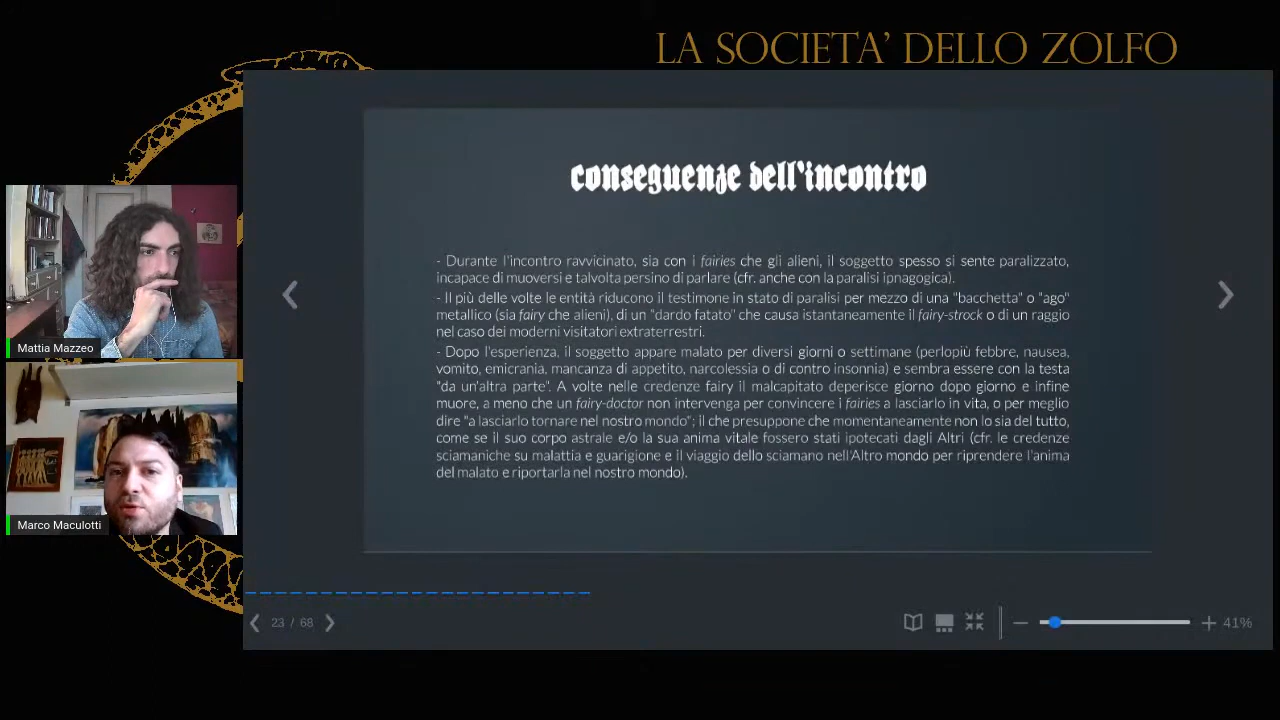 LA SOCIETA' DELLO ZOLFO
conseguenze dell'incontro
- Durante l'incontro ravvicinato, sia con i fairies che gli alieni, il soggetto spesso si sente paralizzato,
incapace di muoversi e talvolta persino di parlare (cfr. anche con la paralisi ipnagogica).
- Il più delle volte le entità riducono il testimone in stato di paralisi per mezzo di una "bacchetta" o "ago"
metallico (sia fairy che alieni), di un "dardo fatato" che causa istantaneamente il fairy-strock o di un raggio
nel caso dei moderni visitatori extraterrestri.
- Dopo l'esperienza, il soggetto appare malato per diversi giorni o settimane (perlopiù febbre, nausea,
vomito, emicrania, mancanza di appetito, narcolessia o di contro insonnia) e sembra essere con la testa
"da un'altra parte". A volte nelle credenze fairy il malcapitato deperisce giorno dopo giorno e infine
muore, a meno che un fairy-doctor non intervenga per convincere i fairies a lasciarlo in vita, o per meglio
dire "a lasciarlo tornare nel nostro mondo"; il che presuppone che momentaneamente non lo sia del tutto,
come se il suo corpo astrale e/o la sua anima vitale fossero stati ipotecati dagli Altri (cfr. le credenze
sciamaniche su malattia e guarigione e il viaggio dello sciamano nell'Altro mondo per riprendere l'anima
del malato e riportarla nel nostro mondo).
Mattia Mazzeo
Marco Maculotti
23 / 68
41%